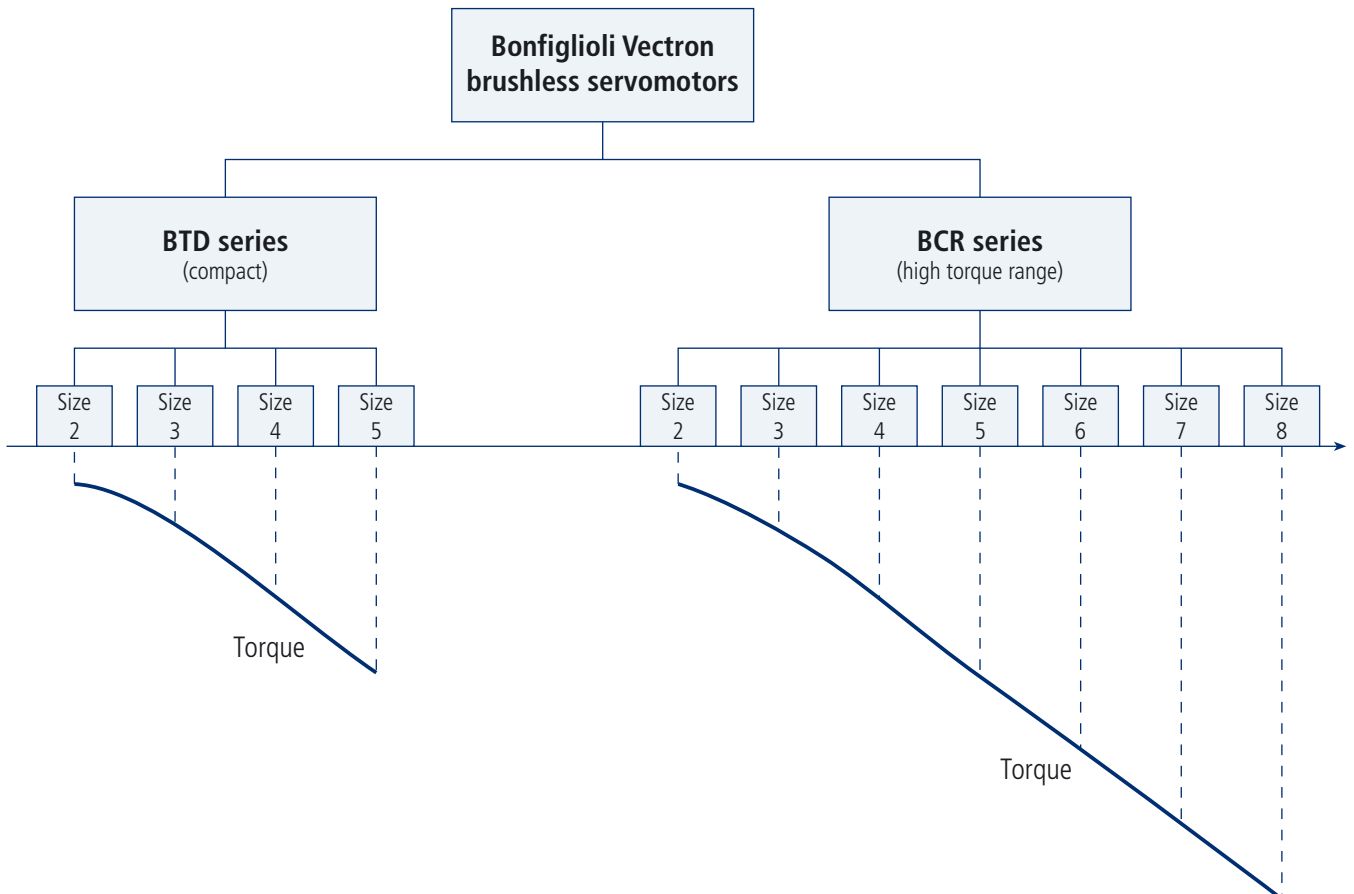 Bonfiglioli Vectron
brushless servomotors
BTD series
(compact)
BCR series
(high torque range)
Size
2
Size
3
Size
4
Size
5
Size
2
Size
3
Size
4
Size
5
Size
6
Size
7
Size
8
Torque
Torque